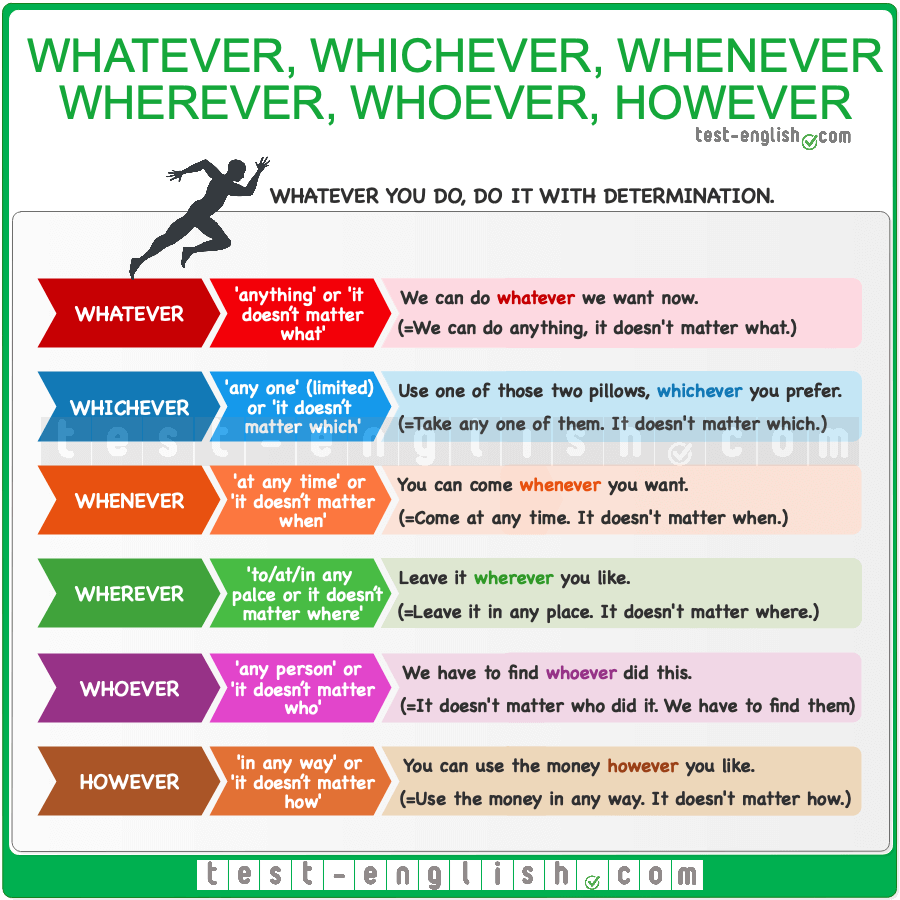 WHATEVER, WHICHEVER, WHENEVER
WHEREVER, WHOEVER, HOWEVER
test-english.com
WHATEVER YOU DO, DO IT WITH DETERMINATION.
WHATEVER
'anything' or 'it
doesn't matter
what'
We can do whatever we want now.
(=We can do anything, it doesn't matter what.)
WHICHEVER
'any one' (limited)
or 'it doesn't
matter which'
Use one of those two pillows, whichever you prefer.
(=Take any one of them. It doesn't matter which.)
test-english.com
WHENEVER
'at any time' or
'it doesn't matter
when'
You can come whenever you want.
(=Come at any time. It doesn't matter when.)
WHEREVER
'to/at/in any
palce or it doesn't
matter where'
Leave it wherever you like.
(=Leave it in any place. It doesn't matter where.)
WHOEVER
'any person' or
'it doesn't matter
who'
We have to find whoever did this.
(=It doesn't matter who did it. We have to find them)
HOWEVER
'in any way' or
'it doesn't matter
how'
You can use the money however you like.
(=Use the money in any way. It doesn't matter how.)
test-english.com